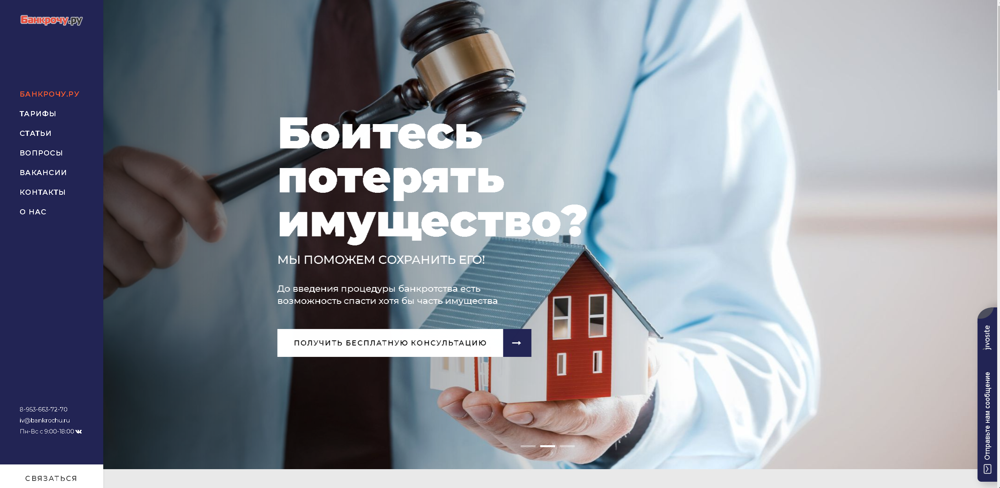 Банкрочу.ру
БАНКРОЧУ.РУ
ТАРИФЫ
СТАТЬИ
ВОПРОСЫ
ВАКАНСИИ
КОНТАКТЫ
О НАС
8-953-663-72-70
iv@bankrochu.ru
Пн-Вс с 9:00-18:00
СВЯЗАТЬСЯ
Боитесь
потерять
имущество?
МЫ ПОМОЖЕМ СОХРАНИТЬ ЕГО!
До введения процедуры банкротства есть
возможность спасти хотя бы часть имущества
ПОЛУЧИТЬ БЕСПЛАТНУЮ КОНСУЛЬТАЦИЮ →
Отправьте нам сообщение
jivosite